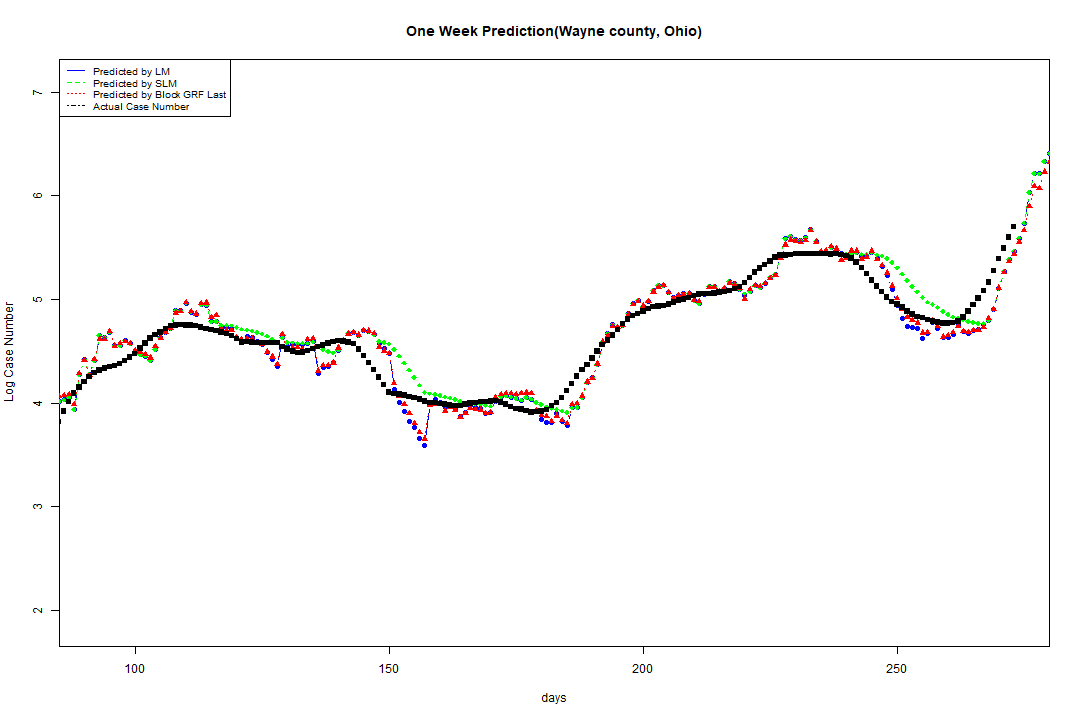 One Week Prediction(Wayne county, Ohio)
Predicted by LM
Predicted by SLM
Predicted by Block GRF Last
Actual Case Number
7
6
5
4
3
2
Log Case Number
100 150 200 250
days